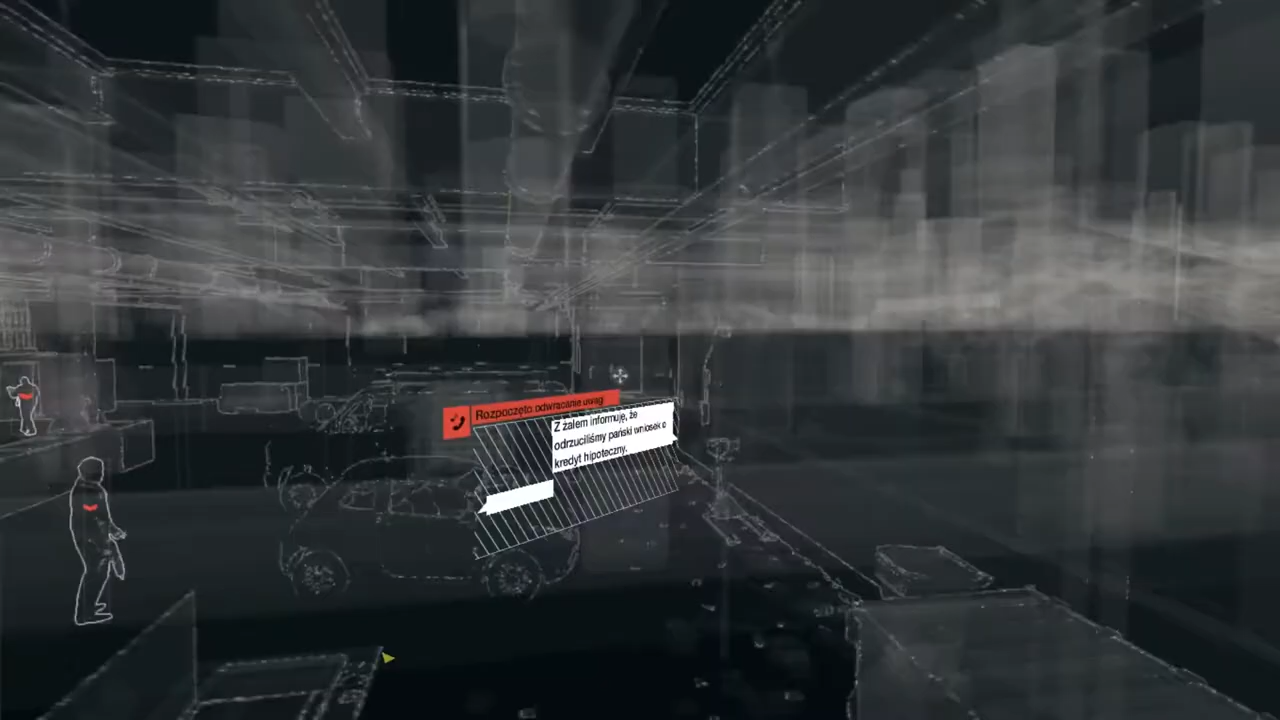 Rozpoczęto odwracanie uwagi
Z żalem informuję, że
odrzuciliśmy pański wniosek o
kredyt hipoteczny.